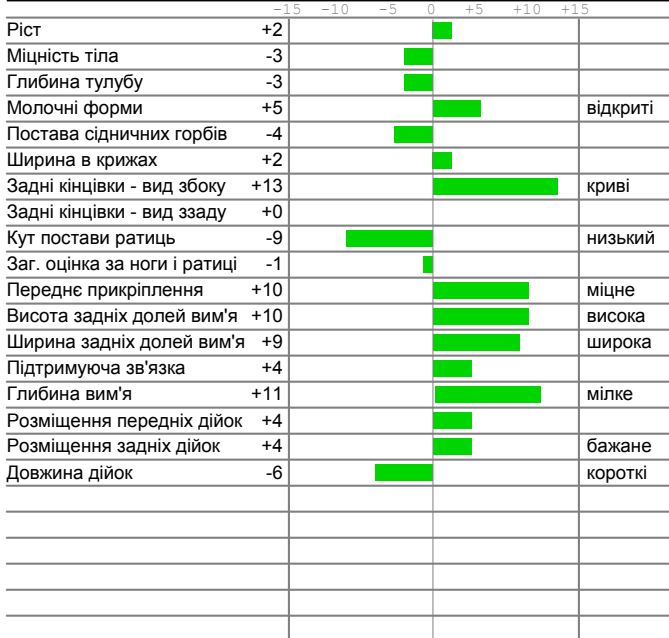 -15 -10 -5 0 +5 +10 +15
Ріст +2
Міцність тіла -3
Глибина тулубу -3
Молочні форми +5 відкриті
Постава сідничних горбів -4
Ширина в крижах +2
Задні кінцівки - вид збоку +13 криві
Задні кінцівки - вид ззаду +0
Кут постави ратиць -9 низький
Заг. оцінка за ноги і ратиці -1
Переднє прикріплення +10 міцне
Висота задніх долей вим'я +10 висока
Ширина задніх долей вим'я +9 широка
Підтримуюча зв'язка +4
Глибина вим'я +11 мілке
Розміщення передніх дійок +4
Розміщення задніх дійок +4 бажане
Довжина дійок -6 короткі